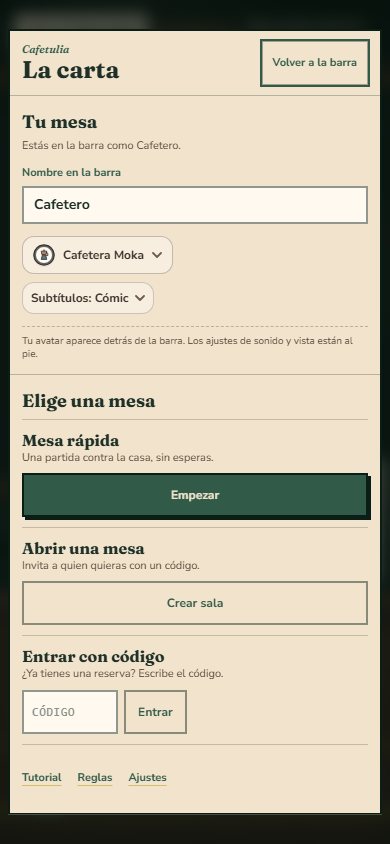 Cafetulia
La carta
Volver a la barra
Tu mesa
Estás en la barra como Cafetero.
Nombre en la barra
Cafetero
Cafetera Moka
Subtítulos: Cómic
Tu avatar aparece detrás de la barra. Los ajustes de sonido y vista están al
pie.
Elige una mesa
Mesa rápida
Una partida contra la casa, sin esperas.
Empezar
Abrir una mesa
Invita a quien quieras con un código.
Crear sala
Entrar con código
¿Ya tienes una reserva? Escribe el código.
CÓDIGO
Entrar
Tutorial Reglas Ajustes